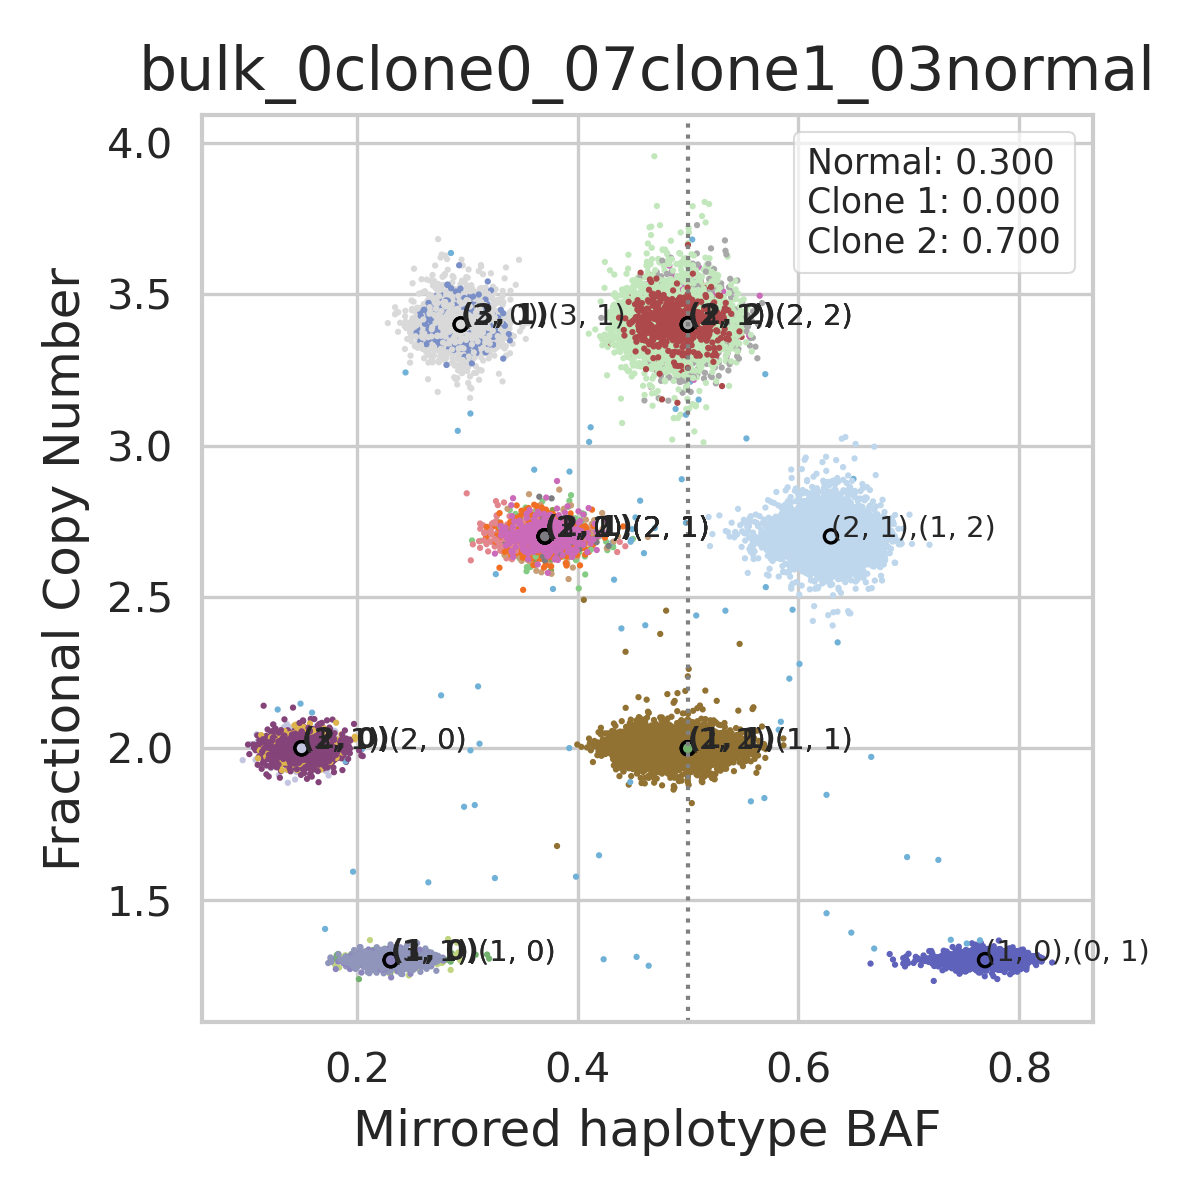 bulk_0clone0_07clone1_03normal
4.0
3.5
3.0
2.5
2.0
1.5
Fractional Copy Number
Normal: 0.300
Clone 1: 0.000
Clone 2: 0.700
(3, 1)
(2, 2)
(2, 1)
(2, 1),(1, 2)
(2, 0)
(1, 1)
(1, 0)
(1, 0),(0, 1)
0.2
0.4
0.6
0.8
Mirrored haplotype BAF